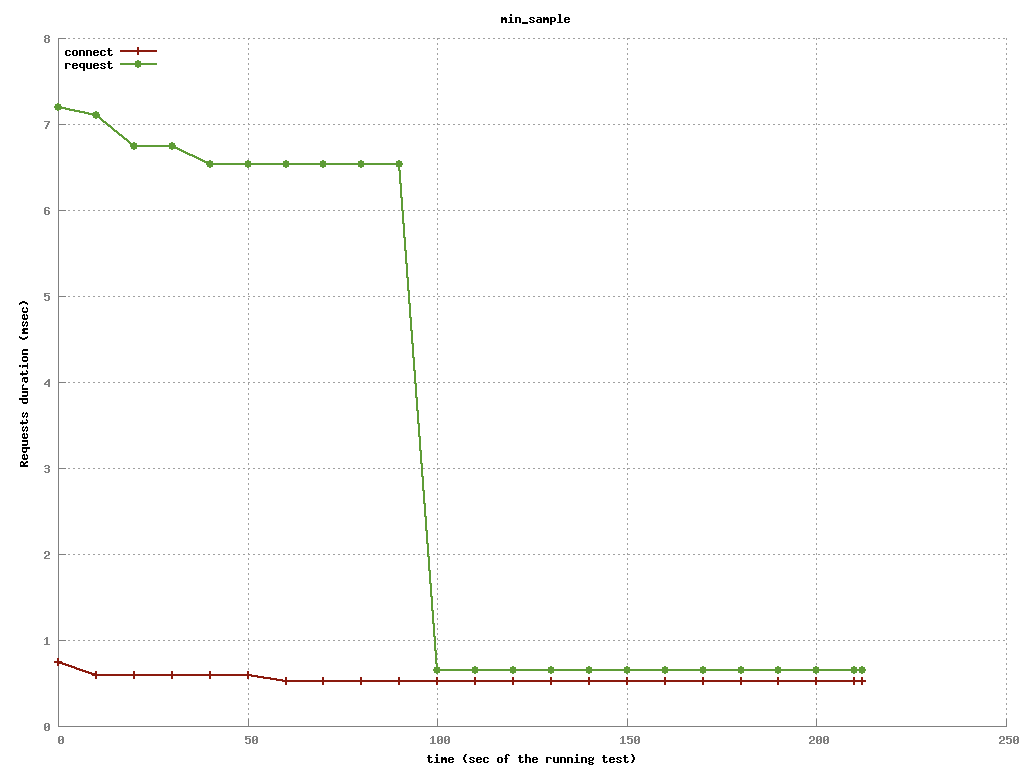 min_sample
connect
request
8
7
6
5
4
3
2
1
0
Requests duration (msec)
0 50 100 150 200 250
time (sec of the running test)